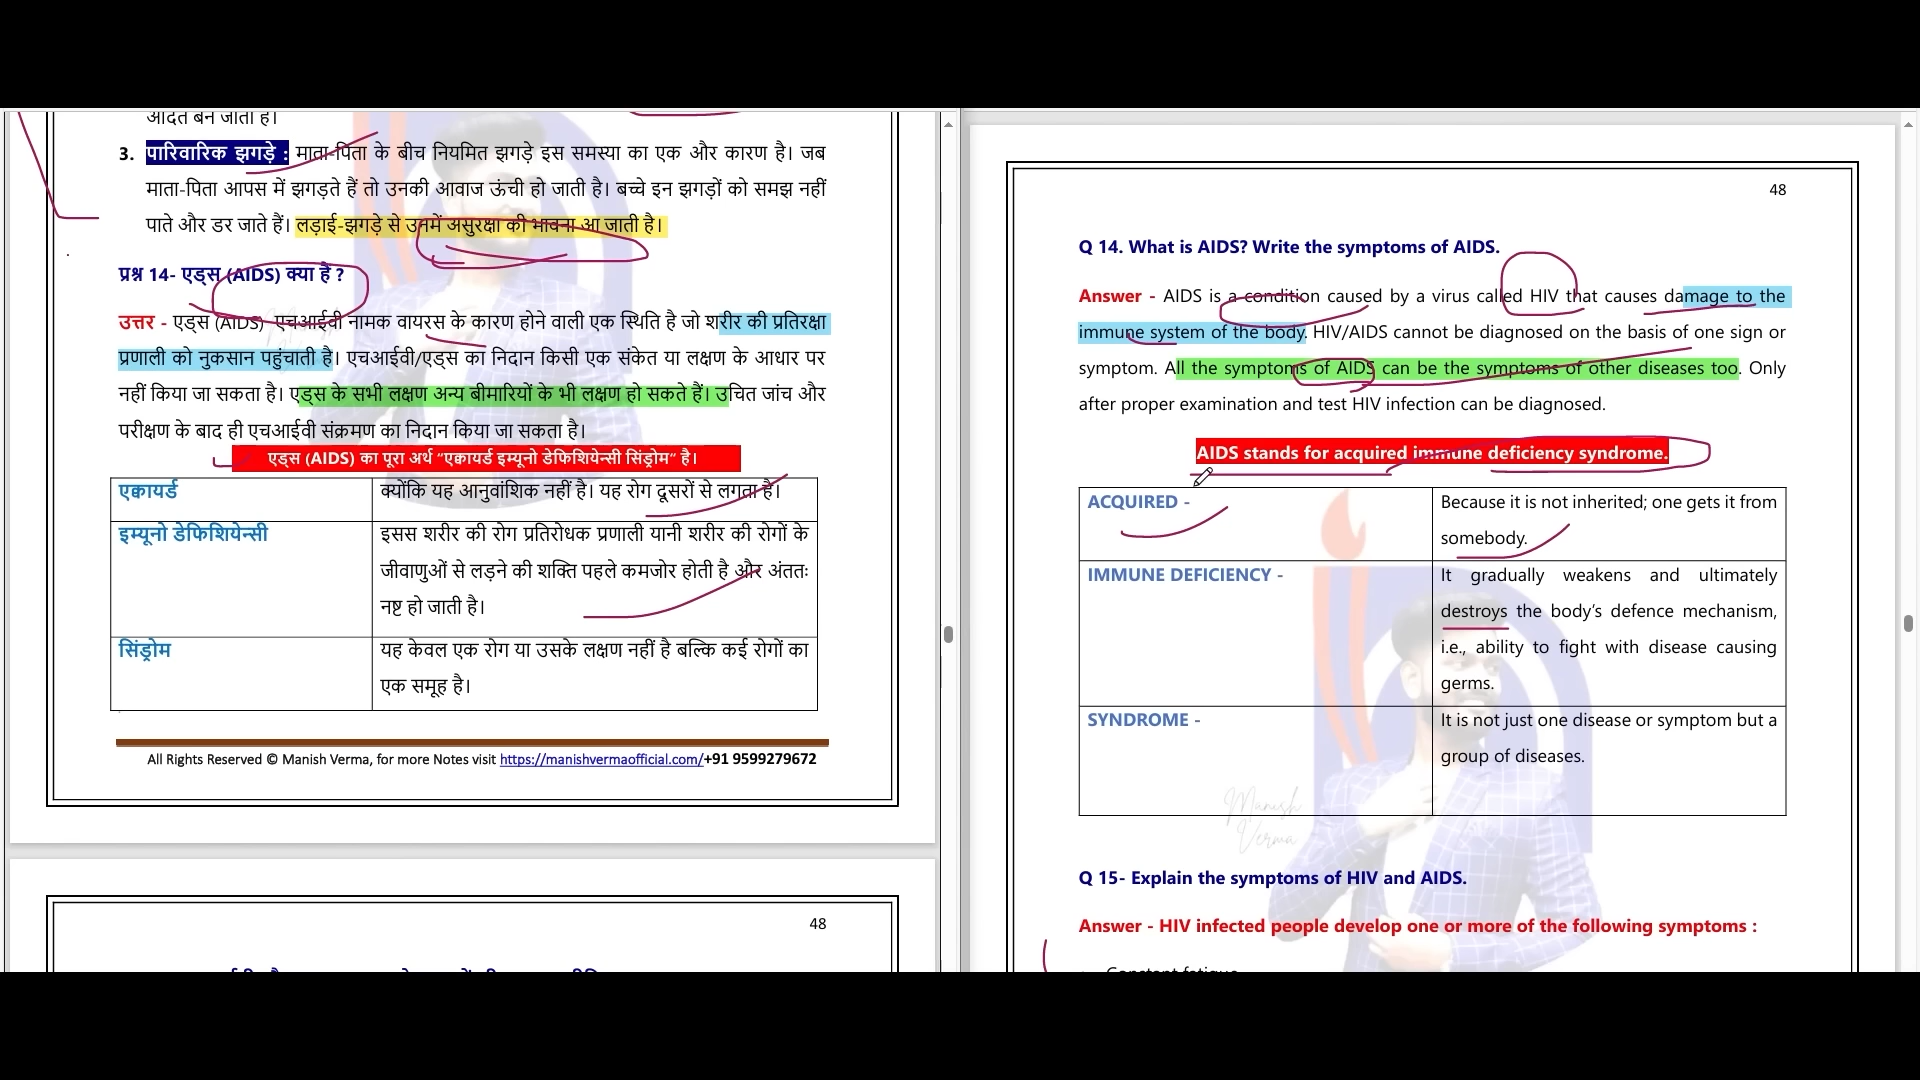 आदत बन जाती है।
3. पारिवारिक झगड़े : माता-पिता के बीच नियमित झगड़े इस समस्या का एक और कारण है। जब
माता-पिता आपस में झगड़ते हैं तो उनकी आवाज ऊंची हो जाती है। बच्चे इन झगड़ों को समझ नहीं
पाते और डर जाते हैं। लड़ाई-झगड़े से उनमें असुरक्षा की भावना आ जाती है।
प्रश्न 14- एड्स (AIDS) क्या है ?
उत्तर - एड्स (AIDS) एचआईवी नामक वायरस के कारण होने वाली एक स्थिति है जो शरीर की प्रतिरक्षा
प्रणाली को नुकसान पहुंचाती है। एचआईवी/एड्स का निदान किसी एक संकेत या लक्षण के आधार पर
नहीं किया जा सकता है। एड्स के सभी लक्षण अन्य बीमारियों के भी लक्षण हो सकते हैं। उचित जांच और
परीक्षण के बाद ही एचआईवी संक्रमण का निदान किया जा सकता है।
एड्स (AIDS) का पूरा अर्थ “एक्वायर्ड इम्यूनो डेफिशियेन्सी सिंड्रोम” है।
एक्वायर्ड
क्योंकि यह आनुवांशिक नहीं है। यह रोग दूसरों से लगता है।
इम्यूनो डेफिशियेन्सी
इसस शरीर की रोग प्रतिरोधक प्रणाली यानी शरीर की रोगों के
जीवाणुओं से लड़ने की शक्ति पहले कमजोर होती है और अंततः
नष्ट हो जाती है।
सिंड्रोम
यह केवल एक रोग या उसके लक्षण नहीं है बल्कि कई रोगों का
एक समूह है।
All Rights Reserved © Manish Verma, for more Notes visit https://manishvermaofficial.com/+91 9599279672
48
48
Q 14. What is AIDS? Write the symptoms of AIDS.
Answer - AIDS is a condition caused by a virus called HIV that causes damage to the
immune system of the body. HIV/AIDS cannot be diagnosed on the basis of one sign or
symptom. All the symptoms of AIDS can be the symptoms of other diseases too. Only
after proper examination and test HIV infection can be diagnosed.
AIDS stands for acquired immune deficiency syndrome.
ACQUIRED -
Because it is not inherited; one gets it from
somebody.
IMMUNE DEFICIENCY -
It gradually weakens and ultimately
destroys the body’s defence mechanism,
i.e., ability to fight with disease causing
germs.
SYNDROME -
It is not just one disease or symptom but a
group of diseases.
Manish
Verma
Q 15- Explain the symptoms of HIV and AIDS.
Answer - HIV infected people develop one or more of the following symptoms :
Constant fatigue